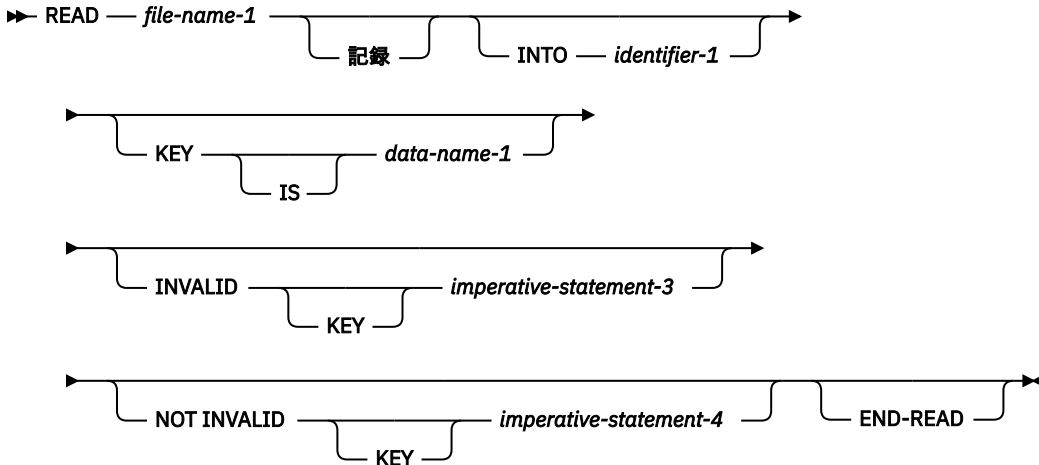 READ file-name-1
記録 INTO identifier-1
KEY data-name-1
IS
INVALID imperative-statement-3
KEY
NOT INVALID imperative-statement-4 END-READ
KEY